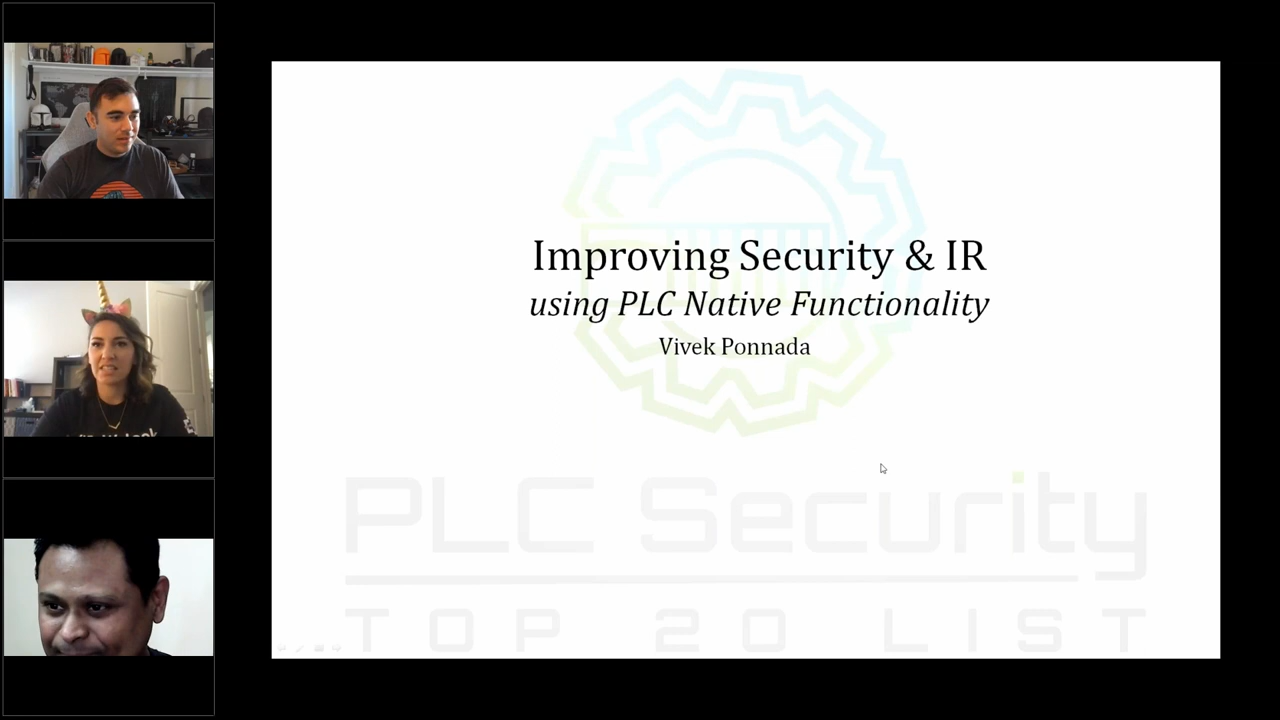 Improving Security & IR
using PLC Native Functionality
Vivek Ponnada
PLC Security
TOP 20 LIST